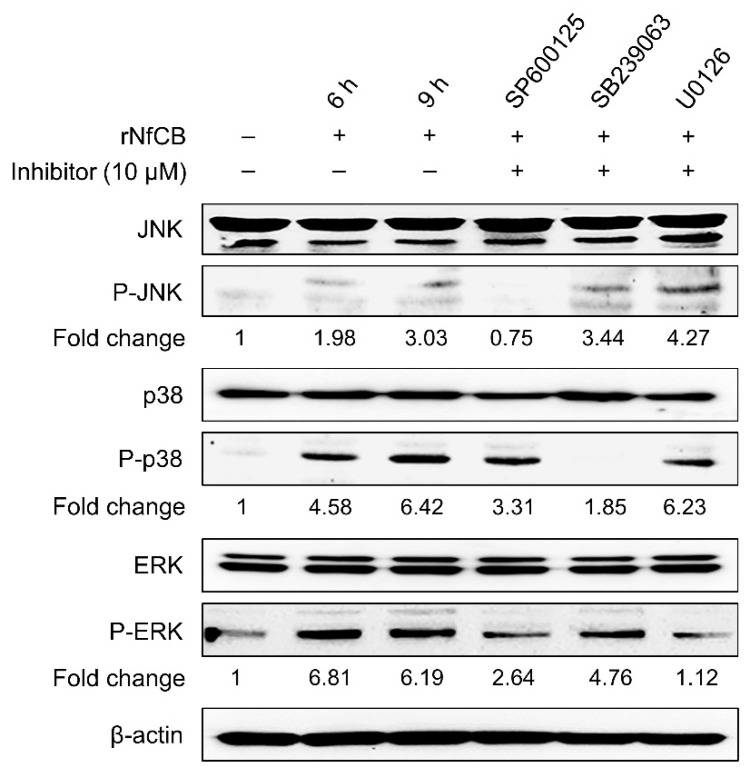 6 h 9 h SP600125 SB239063 U0126
rNfCB – + + + + +
Inhibitor (10 µM) – – – + + +
JNK
P-JNK
Fold change 1 1.98 3.03 0.75 3.44 4.27
p38
P-p38
Fold change 1 4.58 6.42 3.31 1.85 6.23
ERK
P-ERK
Fold change 1 6.81 6.19 2.64 4.76 1.12
β-actin